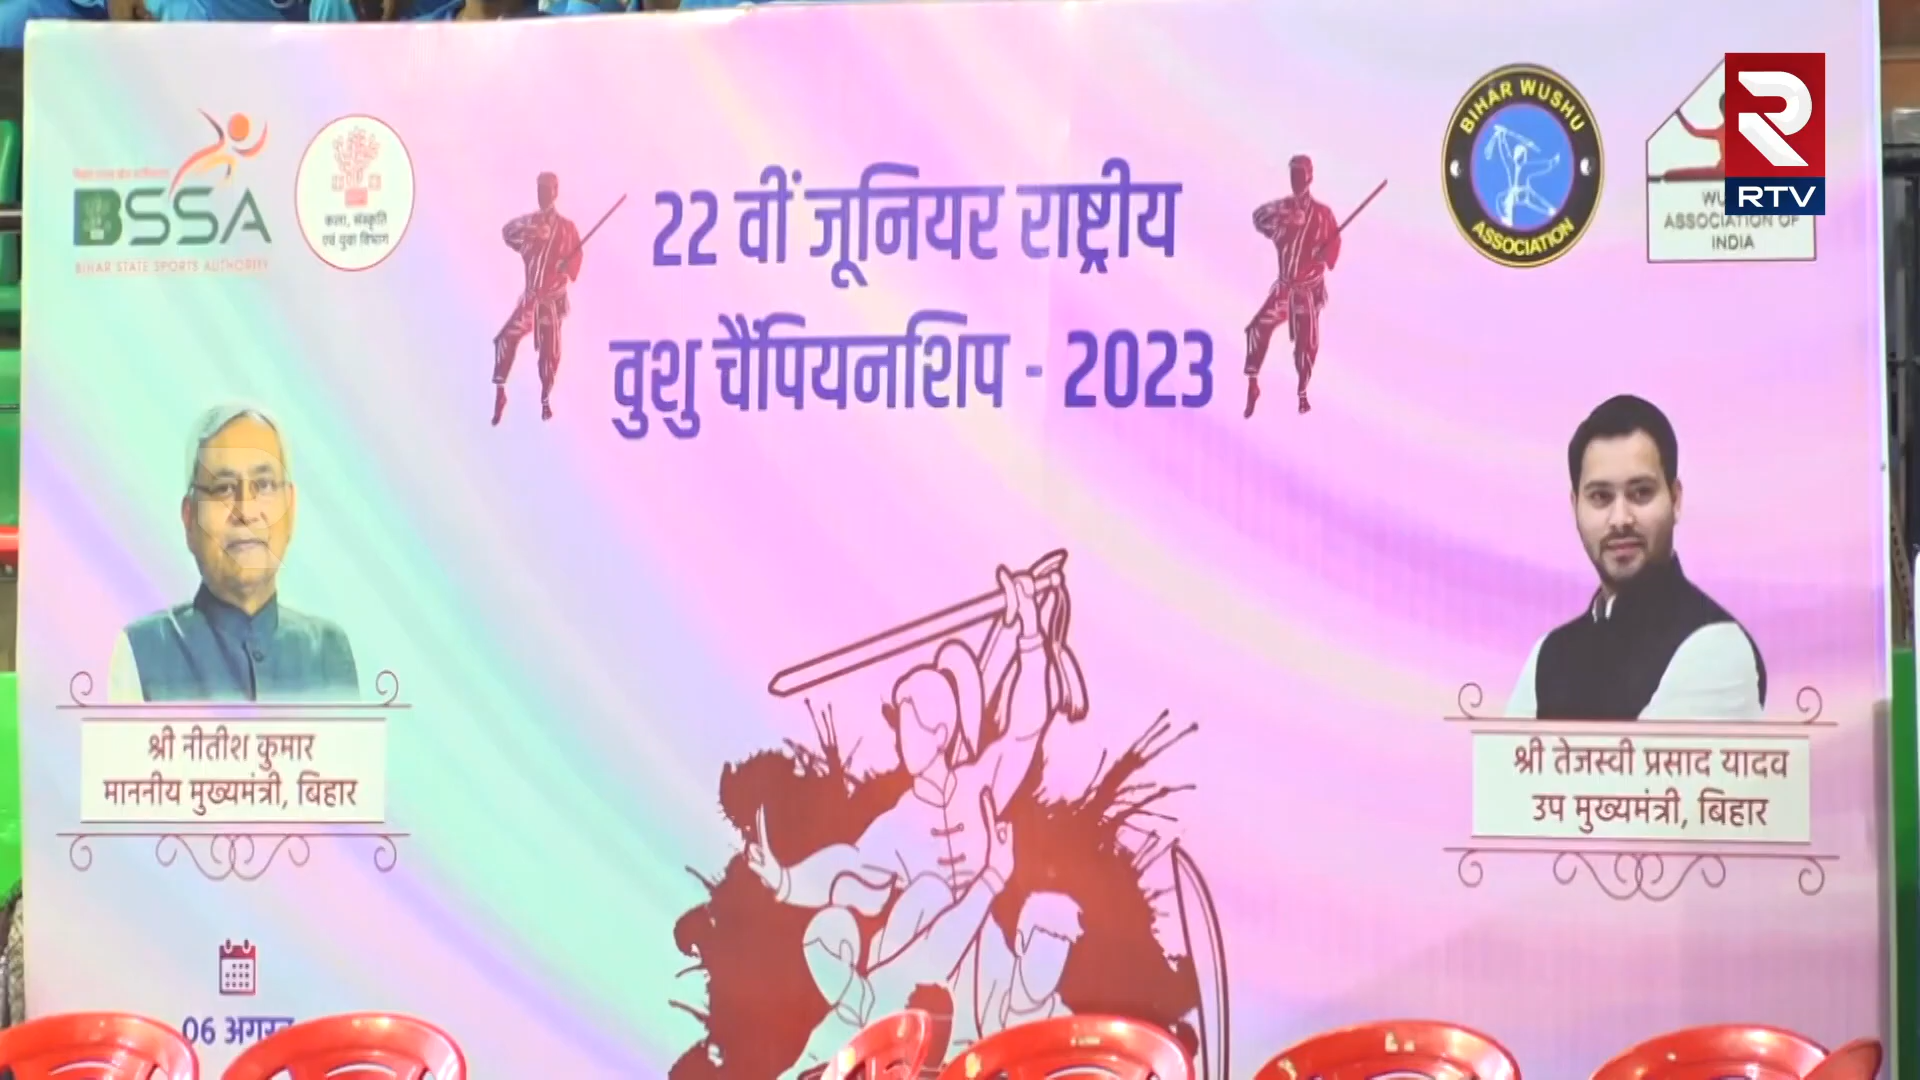 BSSA
BIHAR STATE SPORTS AUTHORITY
कला, संस्कृति
एवं युवा विभाग
22 वीं जूनियर राष्ट्रीय
वुशु चैंपियनशिप - 2023
BIHAR WUSHU
ASSOCIATION
ASSOCIATION OF
INDIA
RTV
श्री नीतीश कुमार
माननीय मुख्यमंत्री, बिहार
श्री तेजस्वी प्रसाद यादव
उप मुख्यमंत्री, बिहार
06